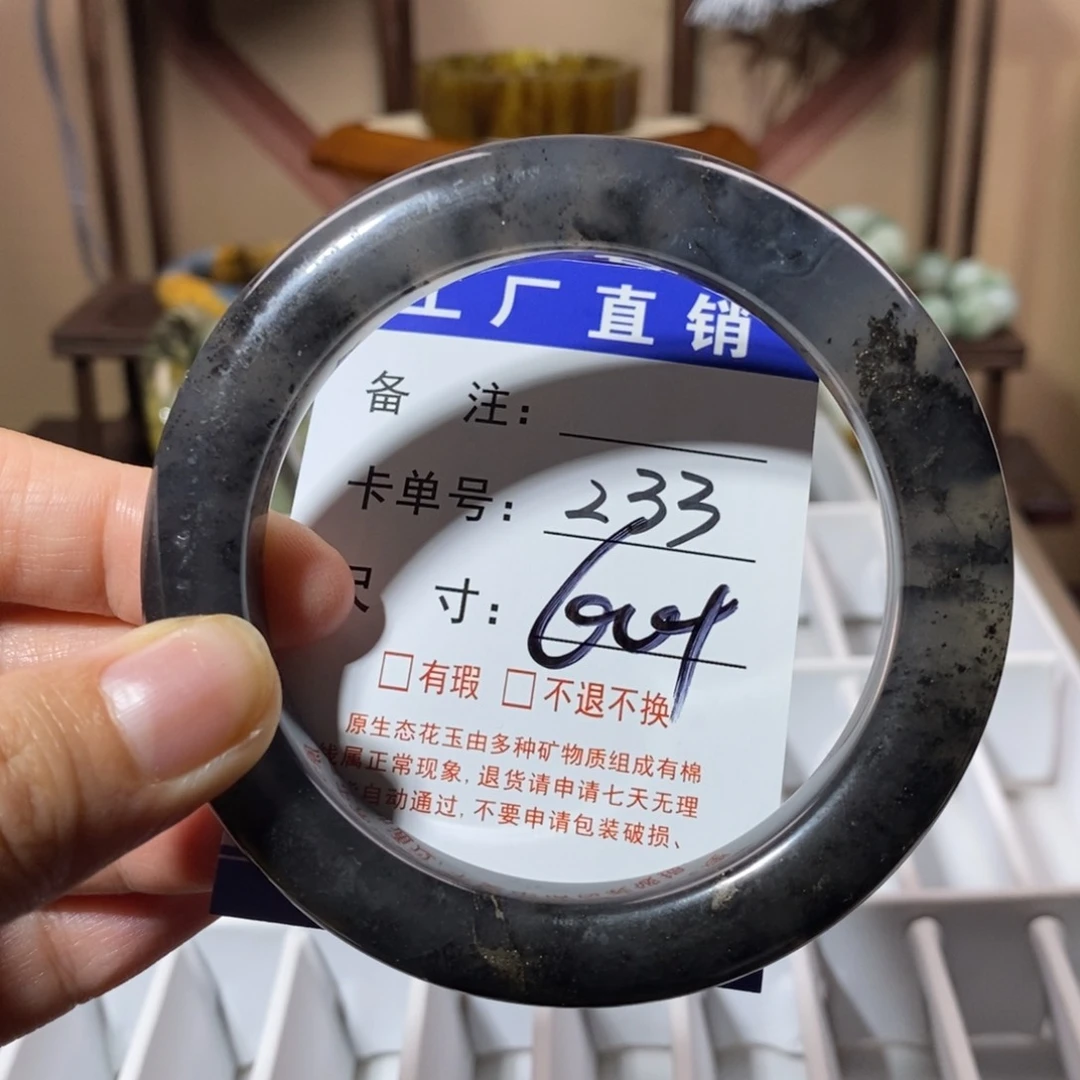 工厂直销
备 注：
卡单号：233
尺 寸：
□有瑕 □不退不换
原生态花玉由多种矿物质组成有棉
线属正常现象,退货请申请七天无理
自动通过,不要申请包装破损、